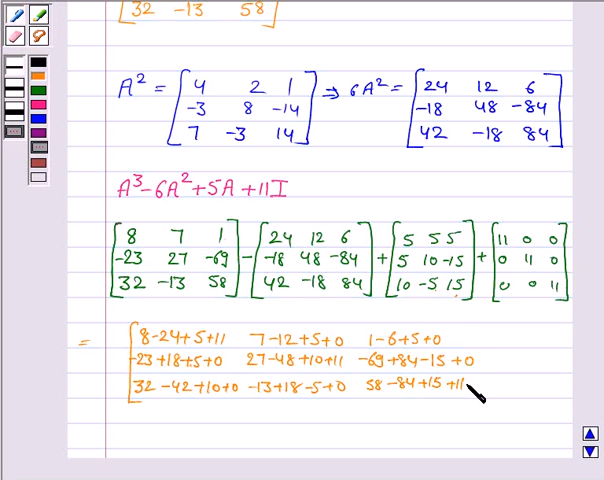 32 -13 58
A² = [ 4 2 1 ⇒ 6A² = [ 24 12 6
-3 8 -14 -18 48 -84
7 -3 14 ] 42 -18 84 ]
A³-6A²+5A+11I
[ 8 7 1 ] - [ 24 12 6 ] + [ 5 5 5 ] + [ 11 0 0 ]
-23 27 -69 -18 48 -84 5 10 -15 0 11 0
32 -13 58 42 -18 84 10 -5 15 0 0 11
= [ 8-24+5+11 7-12+5+0 1-6+5+0
-23+18+5+0 27-48+10+11 -69+84-15+0
32-42+10+0 -13+18-5+0 58-84+15+11